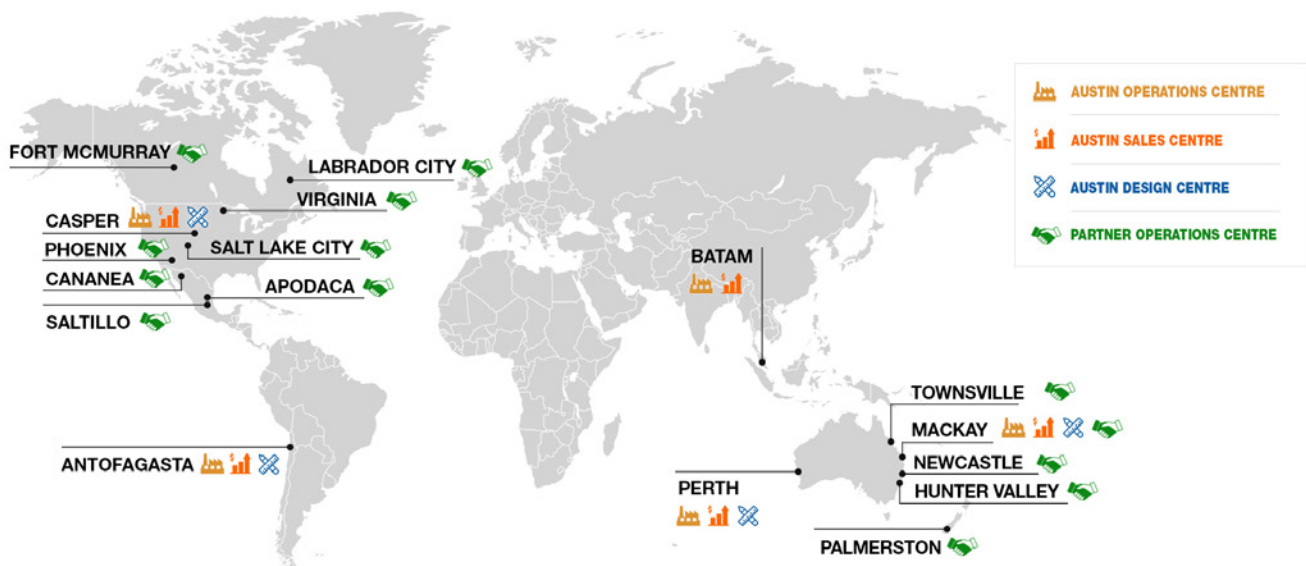 AUSTIN OPERATIONS CENTRE
AUSTIN SALES CENTRE
AUSTIN DESIGN CENTRE
PARTNER OPERATIONS CENTRE
FORT MCMURRAY
LABRADOR CITY
VIRGINIA
CASPER
PHOENIX
SALT LAKE CITY
CANANEA
APODACA
SALTILLO
BATAM
ANTOFAGASTA
TOWNSVILLE
MACKAY
NEWCASTLE
PERTH
HUNTER VALLEY
PALMERSTON